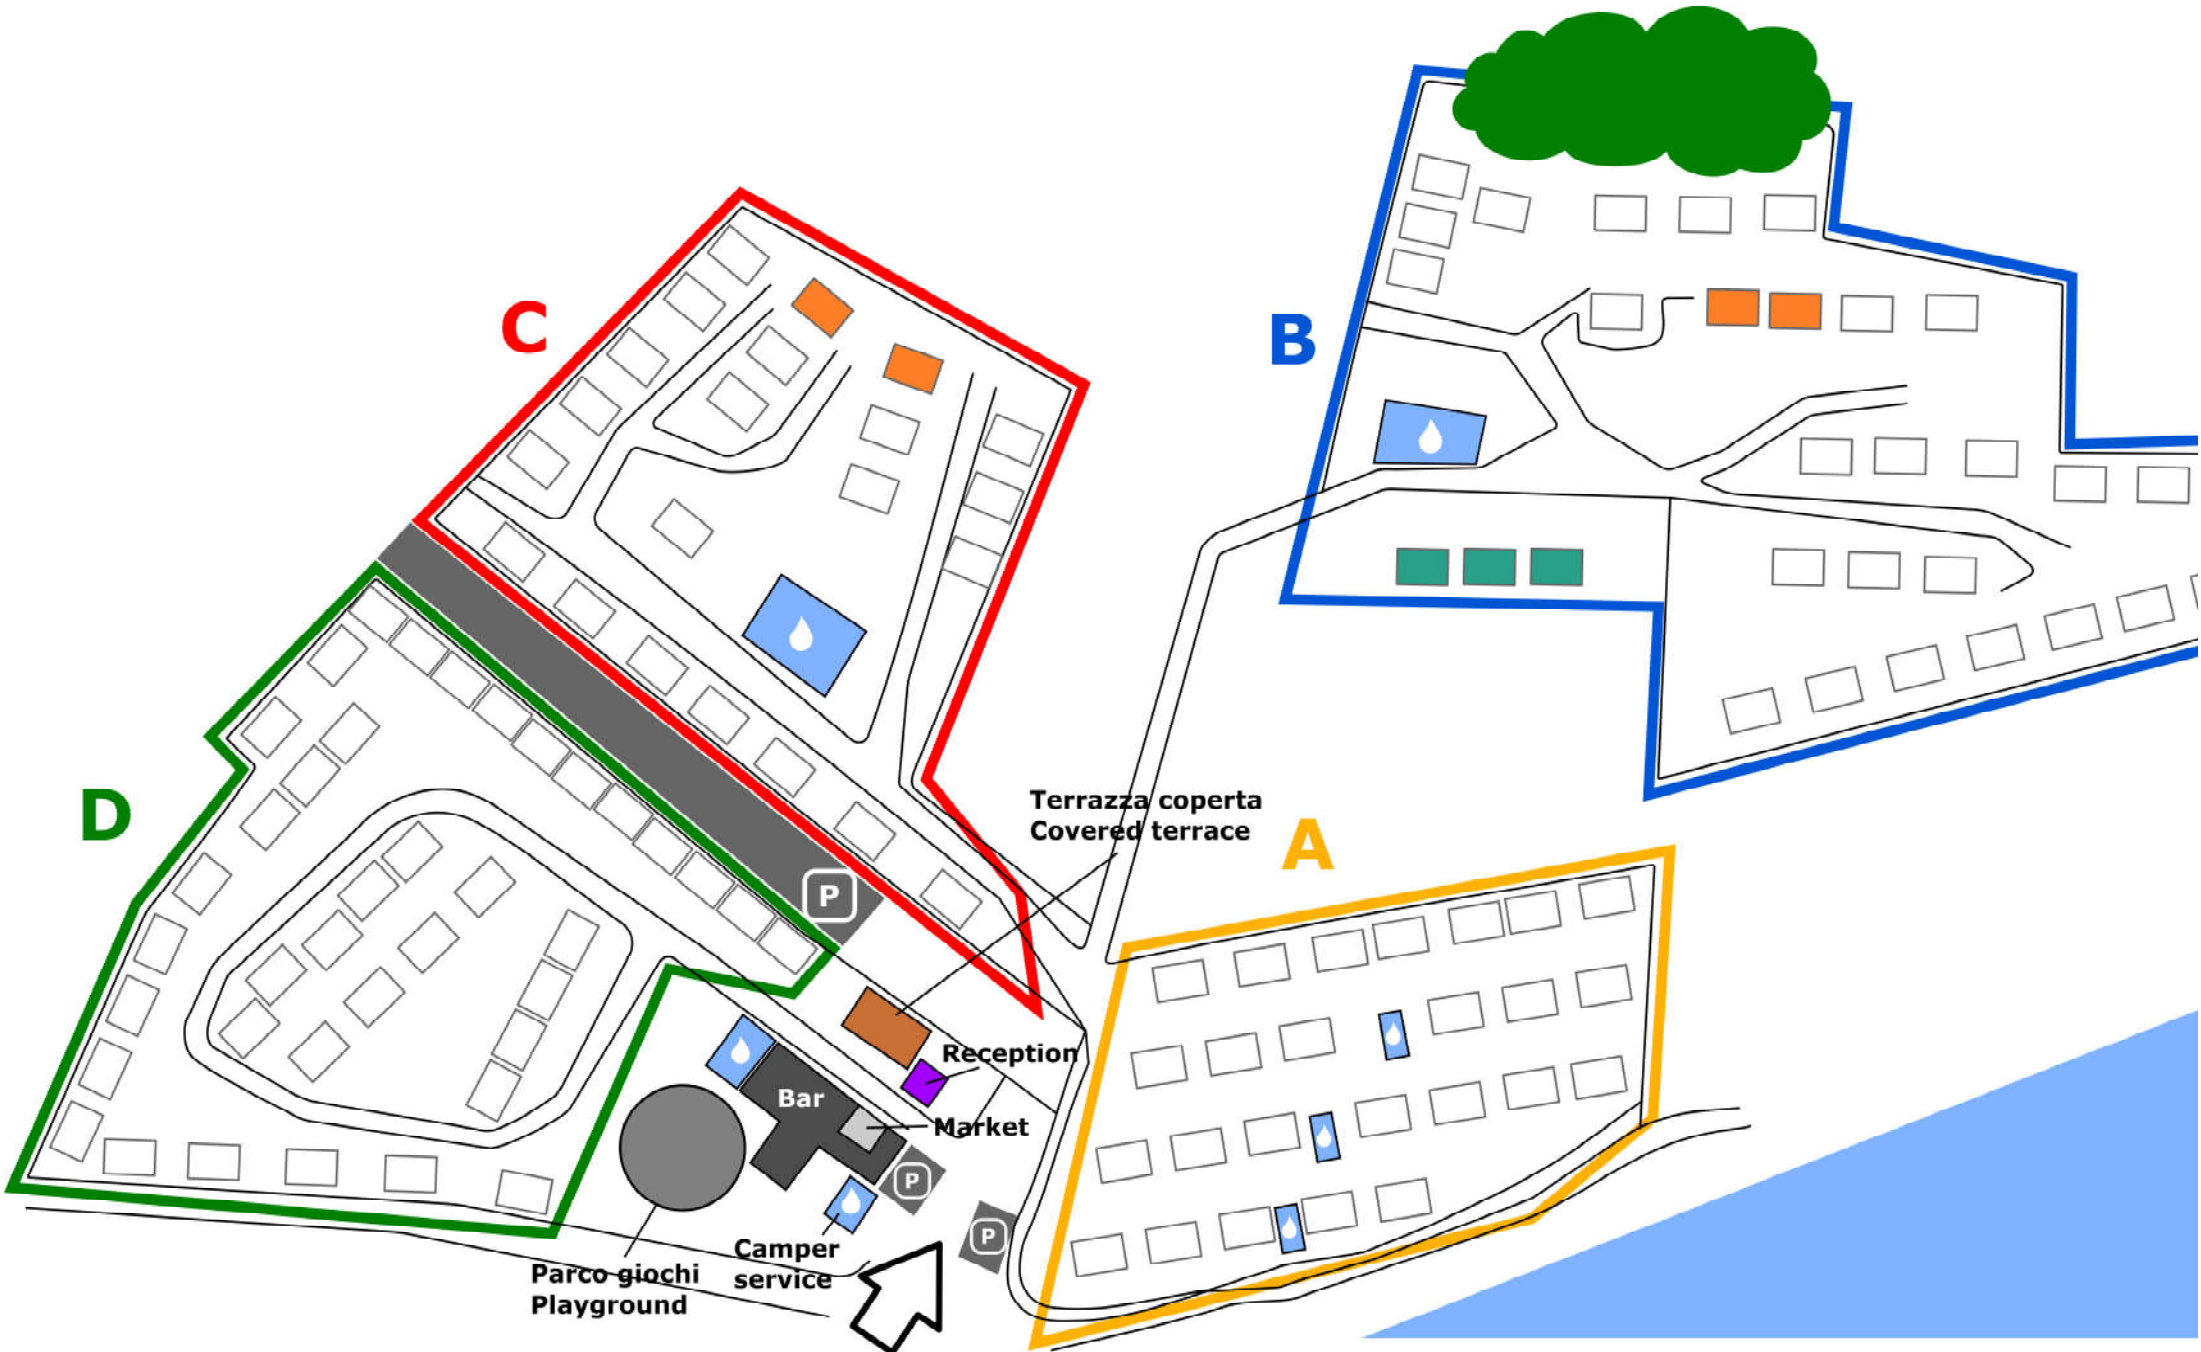 C
B
D
A
P
Terrazza coperta
Covered terrace
Reception
Bar
Market
P
P
Camper
service
Parco giochi
Playground